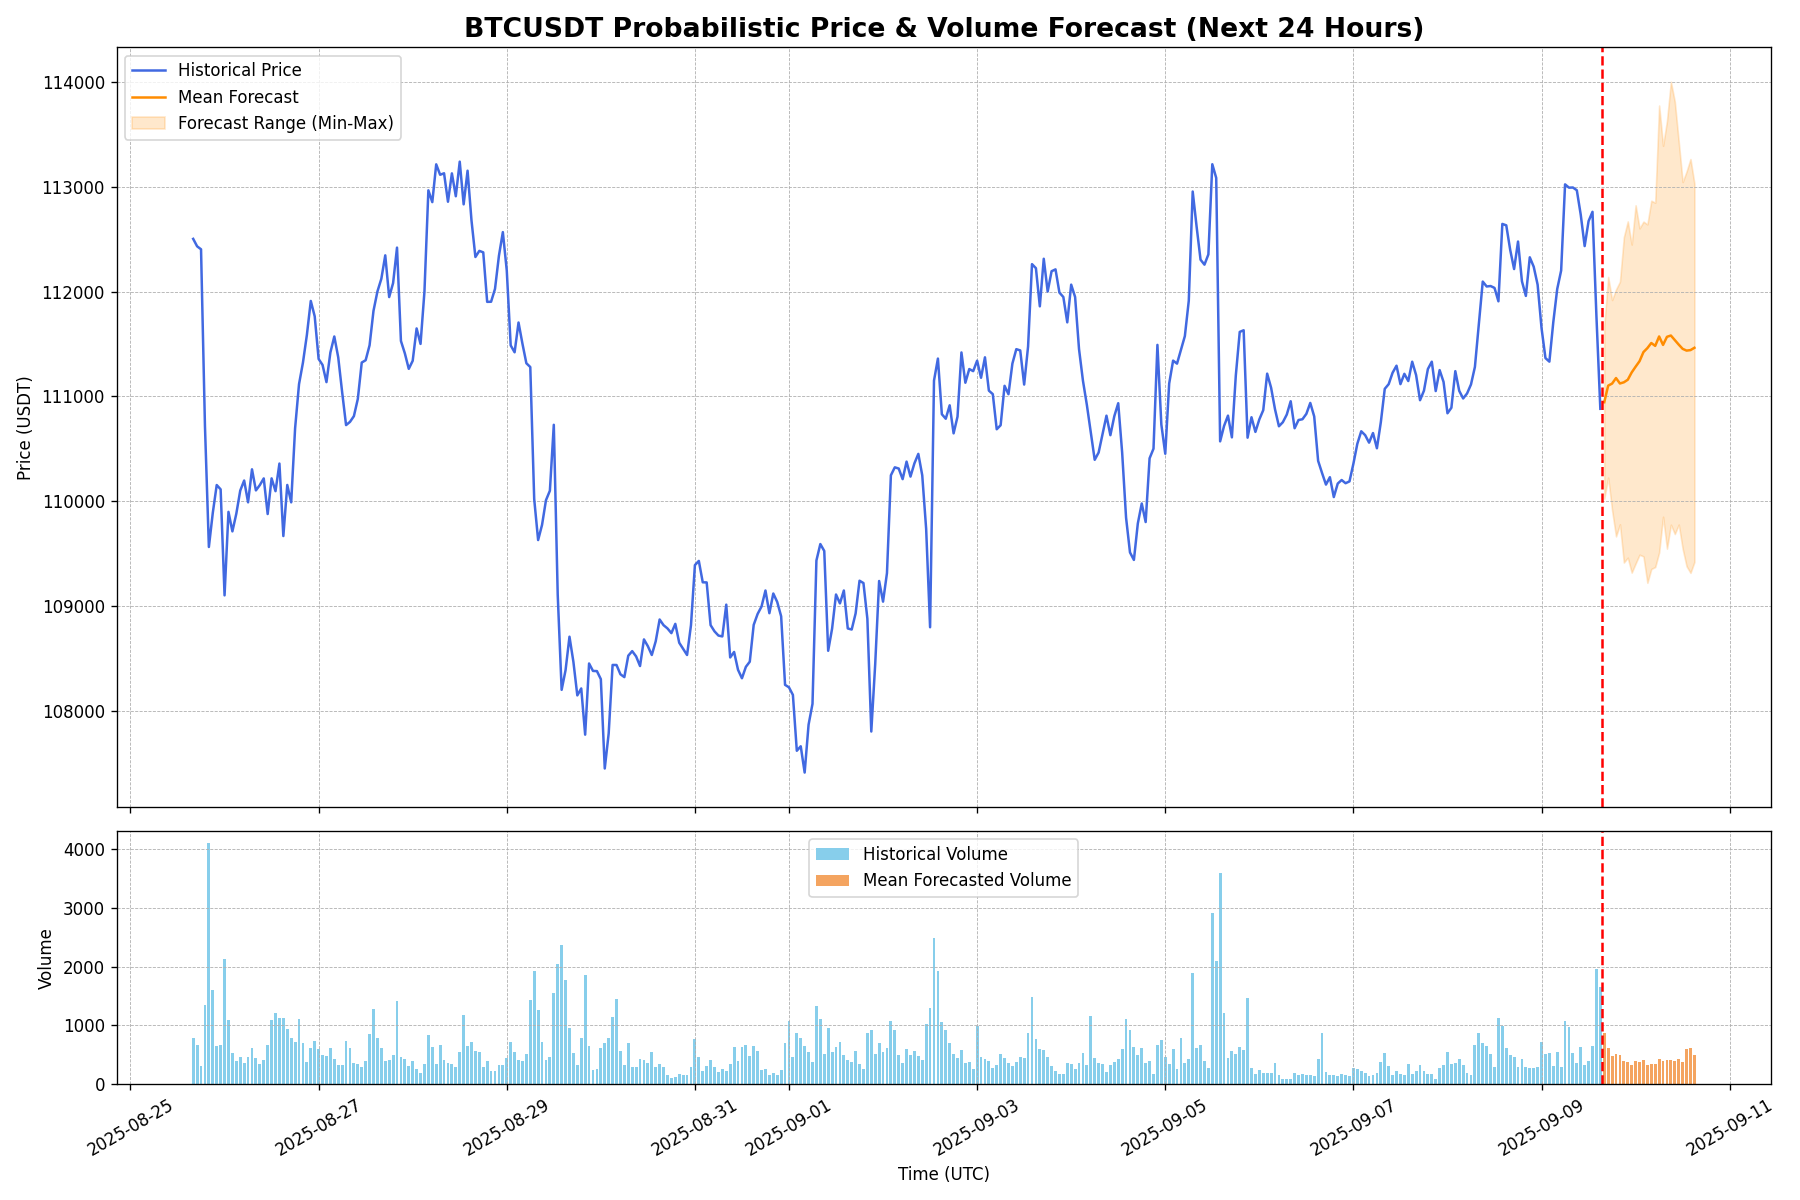 BTCUSDT Probabilistic Price & Volume Forecast (Next 24 Hours)
Historical Price
Mean Forecast
Forecast Range (Min-Max)
Price (USDT)
114000
113000
112000
111000
110000
109000
108000
Historical Volume
Mean Forecasted Volume
Volume
4000
3000
2000
1000
0
2025-08-25
2025-08-27
2025-08-29
2025-08-31
2025-09-01
2025-09-03
2025-09-05
2025-09-07
2025-09-09
2025-09-11
Time (UTC)